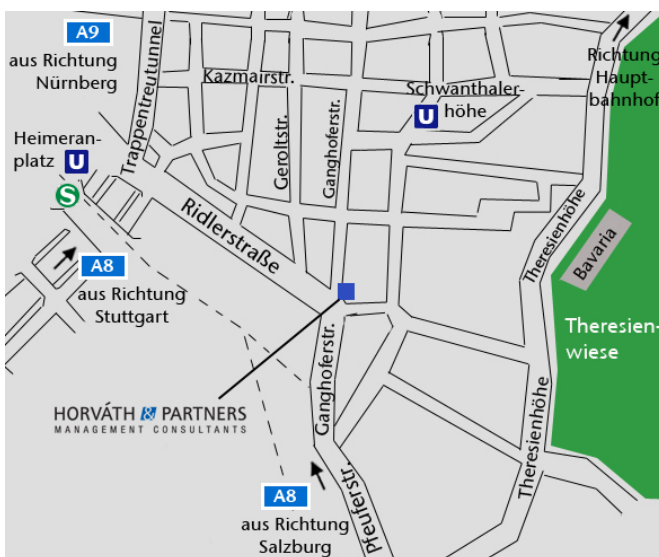 A9
aus Richtung
Nürnberg
Trappentreutunnel
Kazmairstr.
Schwanthaler-
höhe
U
Richtung
Haupt-
bahnhof
Heimeran-
platz
U
S
Geroltstr.
Ganghoferstr.
Ridlerstraße
Theresienhöhe
Bavaria
A8
aus Richtung
Stuttgart
Theresien-
wiese
Ganghoferstr.
Theresienhöhe
HORVÁTH & PARTNERS
MANAGEMENT CONSULTANTS
A8
aus Richtung
Salzburg
Pfeuferstr.